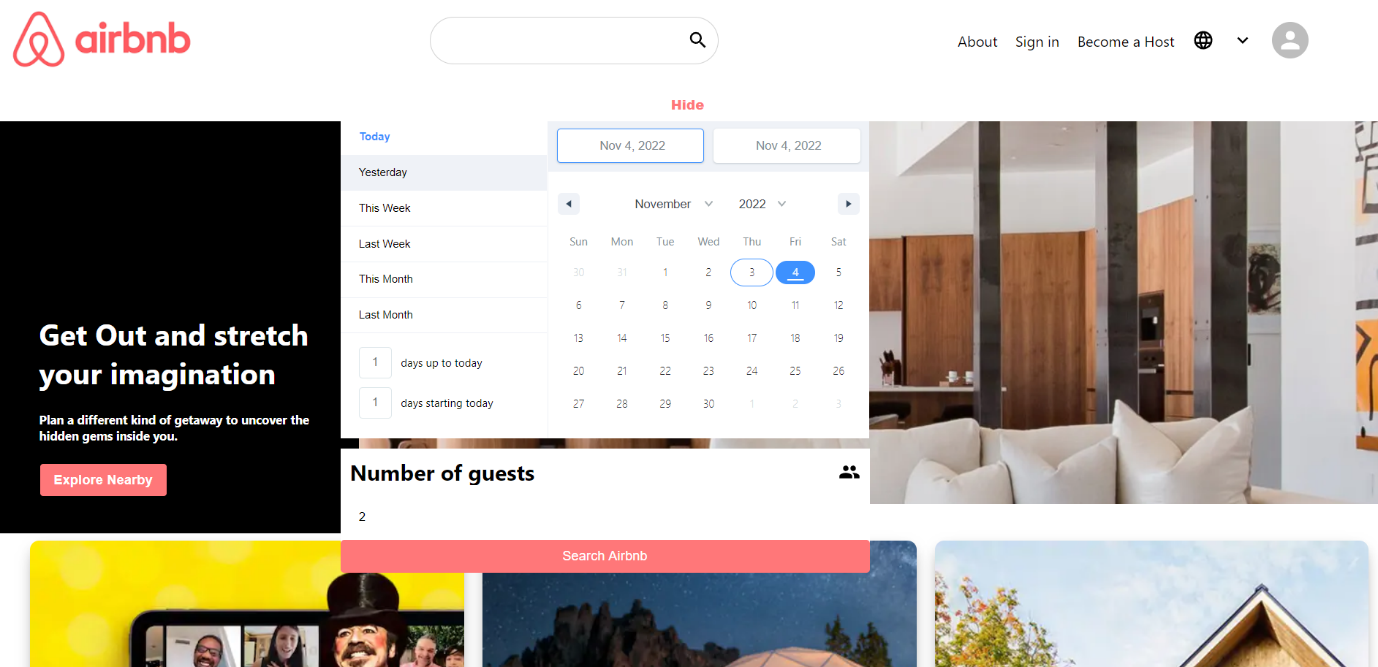 airbnb
About Sign in Become a Host
Hide
Today
Yesterday
This Week
Last Week
This Month
Last Month
1 days up to today
1 days starting today
Nov 4, 2022 Nov 4, 2022
November 2022
Sun Mon Tue Wed Thu Fri Sat
30 31 1 2 3 4 5
6 7 8 9 10 11 12
13 14 15 16 17 18 19
20 21 22 23 24 25 26
27 28 29 30 1 2 3
Get Out and stretch
your imagination
Plan a different kind of getaway to uncover the
hidden gems inside you.
Explore Nearby
Number of guests
2
Search Airbnb